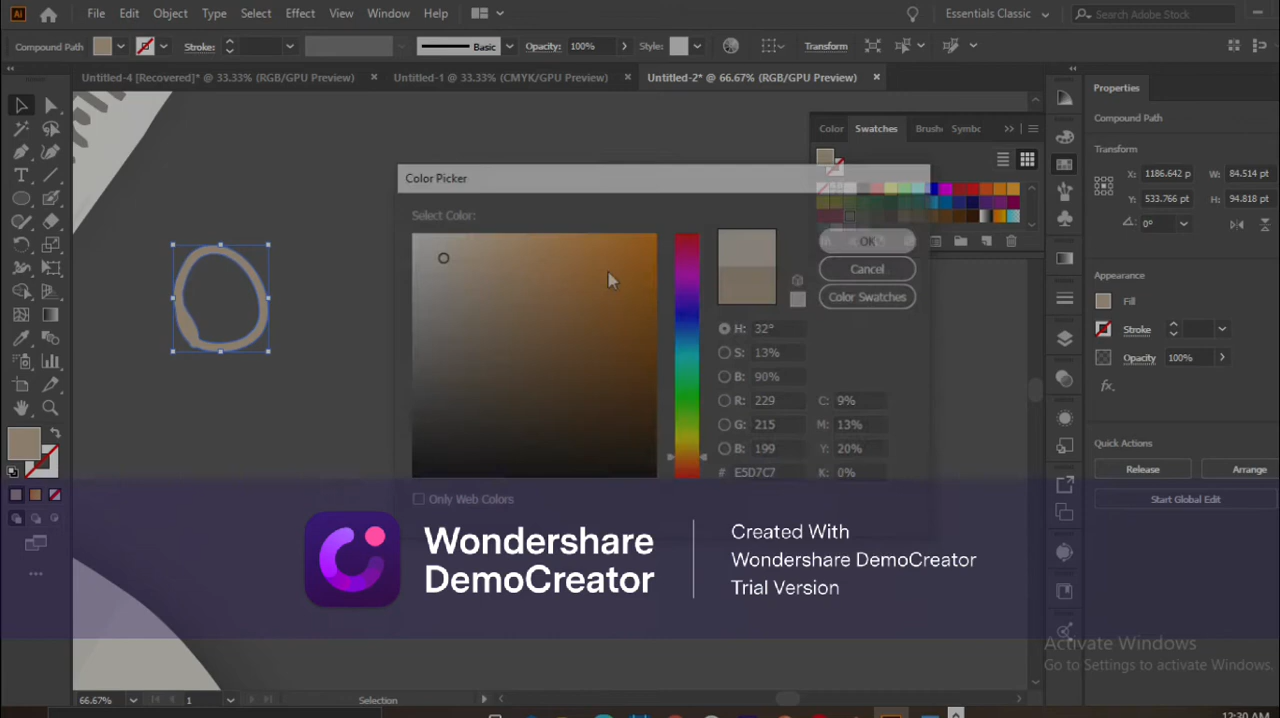 Ai File Edit Object Type Select Effect View Window Help Essentials Classic Search Adobe Stock
Compound Path Stroke: Basic Opacity: 100% Style: Transform
Untitled-4 [Recovered]* @ 33.33% (RGB/GPU Preview) Untitled-1 @ 33.33% (CMYK/GPU Preview) Untitled-2* @ 66.67% (RGB/GPU Preview)
Properties
Color Swatches Brush Symbc
Compound Path
Transform
X: 1186.642 p W: 84.514 pt
Y: 533.766 pt H: 94.818 pt
0°
Color Picker
Select Color:
OK
Cancel
Color Swatches
H: 32°
S: 13%
B: 90%
R: 229 C: 9%
G: 215 M: 13%
B: 199 Y: 20%
# E5D7C7 K: 0%
Only Web Colors
Appearance
Fill
Stroke
Opacity 100%
fx.
Quick Actions
Release Arrange
Start Global Edit
Wondershare
DemoCreator
Created With
Wondershare DemoCreator
Trial Version
Activate Windows
Go to Settings to activate Windows.
66.67% 1 Selection
12:30 AM